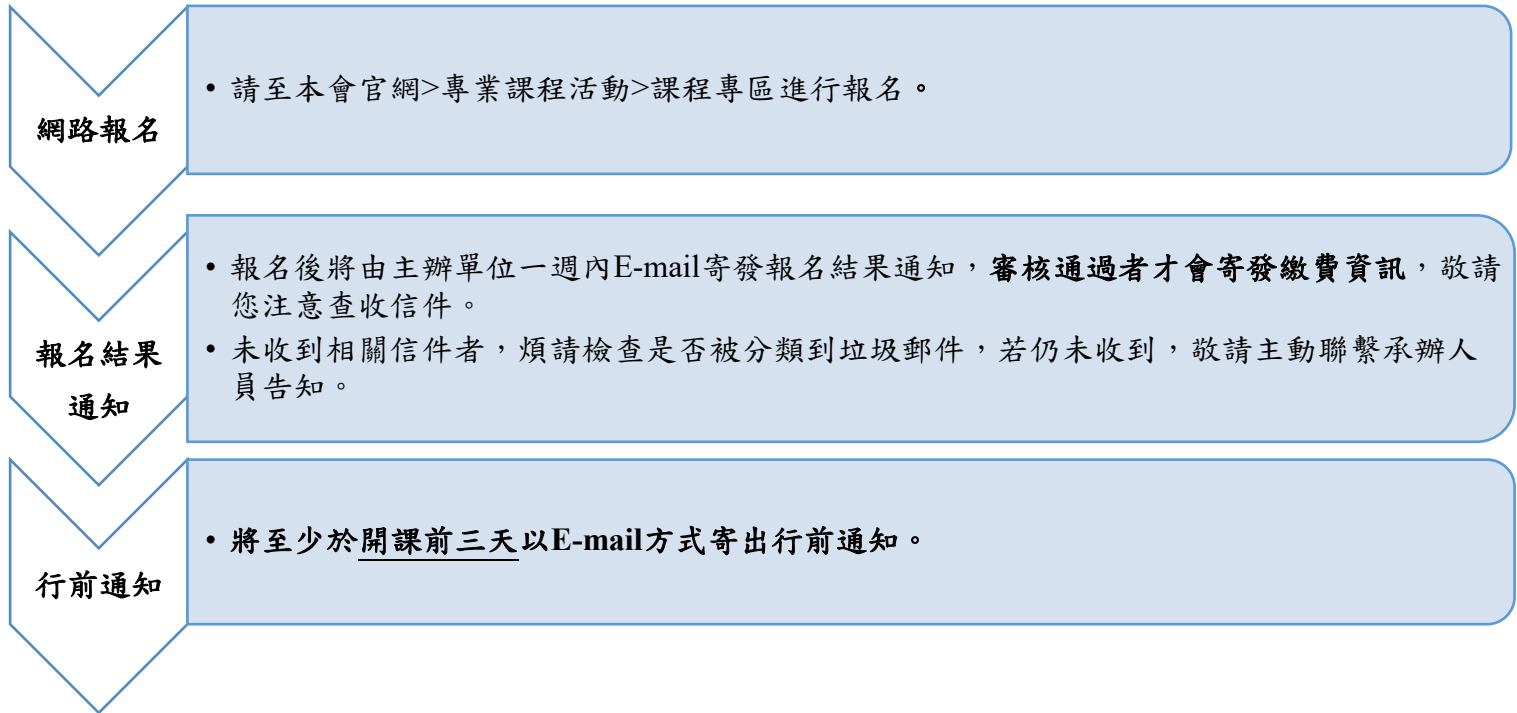 網路報名
• 請至本會官網>專業課程活動>課程專區進行報名。
報名結果
通知
• 報名後將由主辦單位一週內E-mail寄發報名結果通知，審核通過者才會寄發繳費資訊，敬請
您注意查收信件。
• 未收到相關信件者，煩請檢查是否被分類到垃圾郵件，若仍未收到，敬請主動聯繫承辦人
員告知。
行前通知
• 將至少於開課前三天以E-mail方式寄出行前通知。